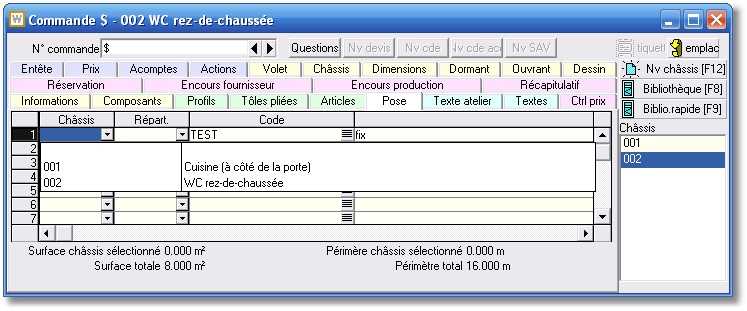 Commande $ - 002 WC rez-de-chaussée
N° commande $
Questions Nv devis Nv cde Nv cde acc Nv SAV
tiquett emplac
Entête Prix Acomptes Actions Volet Châssis Dimensions Dormant Ouvrant Dessin
Nv châssis [F12]
Réservation Encours fournisseur Encours production Récapitulatif
Bibliothèque [F8]
Informations Composants Profils Tôles pliées Articles Pose Texte atelier Textes Ctrl prix
Biblio.rapide [F9]
Châssis Répart. Code
Châssis
1 TEST fix
001
002
2
3 001 Cuisine (à côté de la porte)
4 002 WC rez-de-chaussée
5
6
7
Surface châssis sélectionné 0.000 m² Périmère châssis sélectionné 0.000 m
Surface totale 8.000 m² Périmètre total 16.000 m